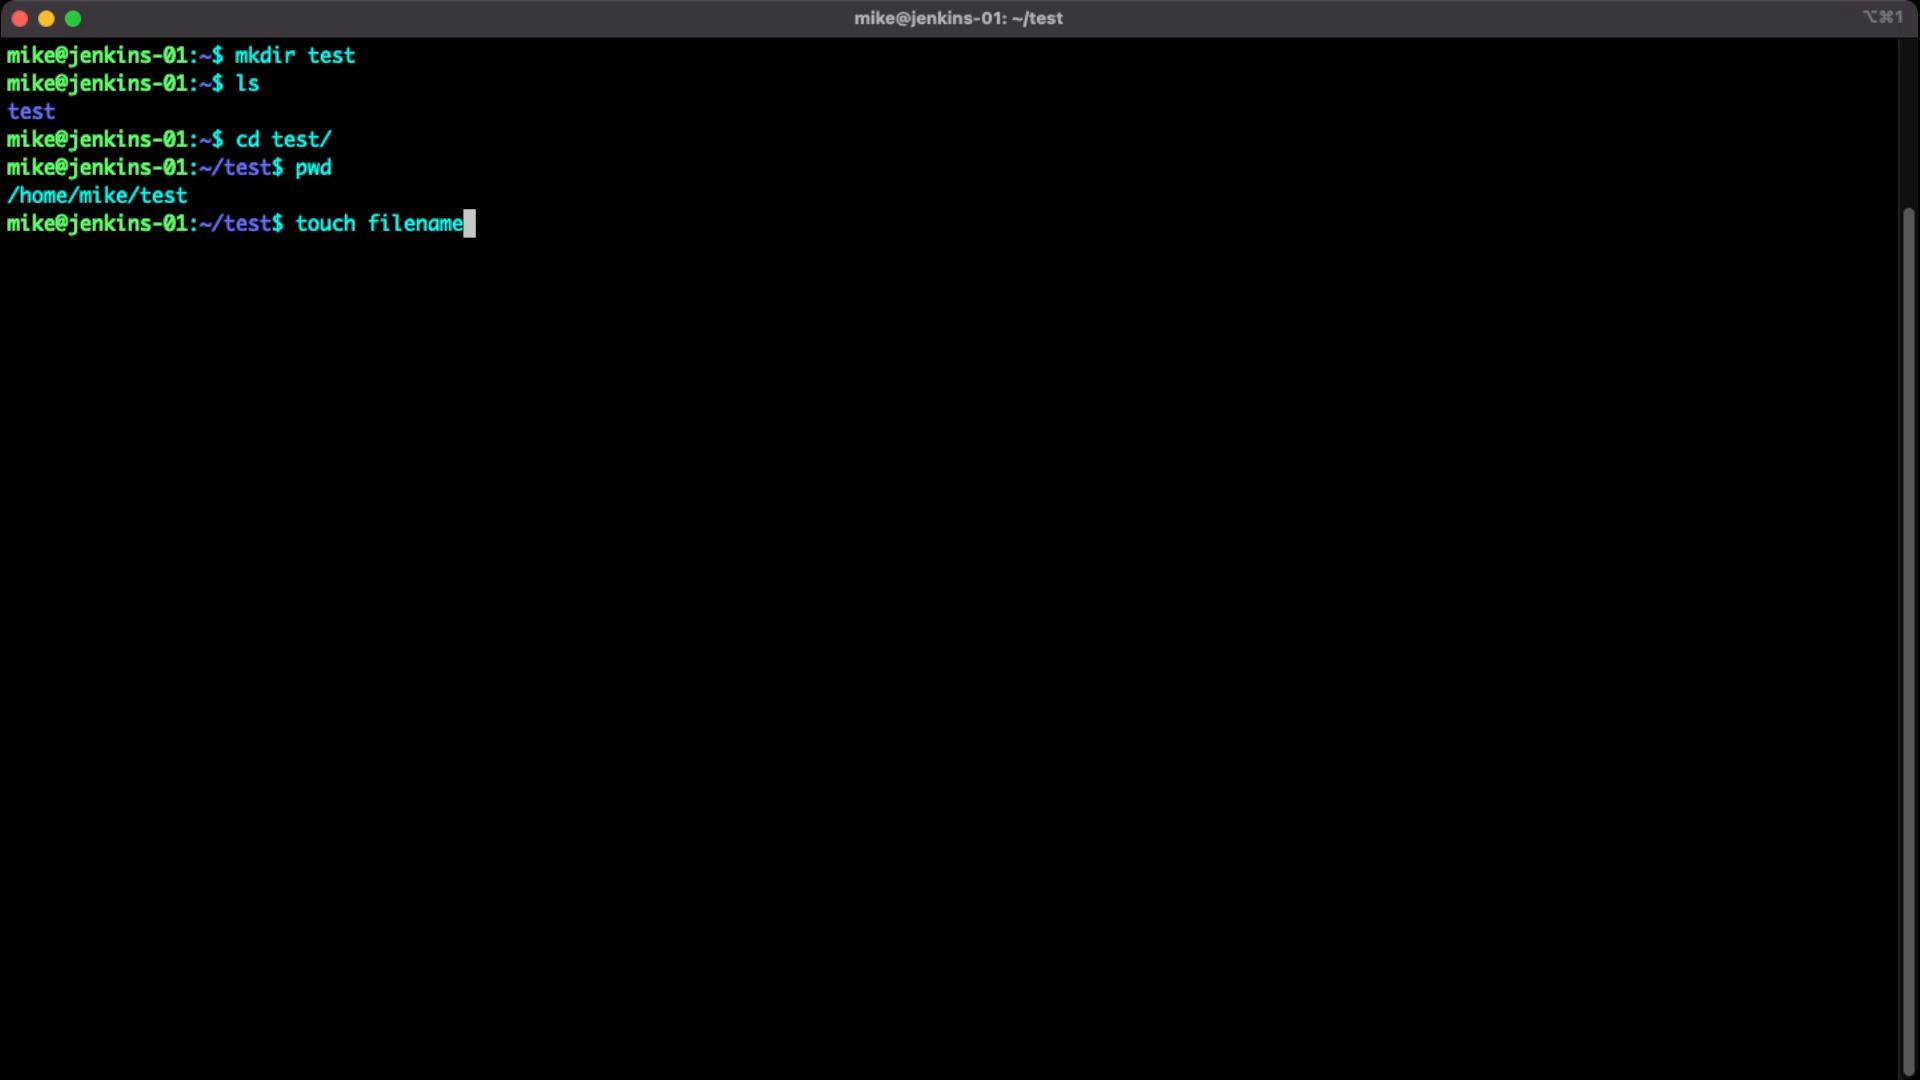 mike@jenkins-01: ~/test
⌥⌘1
mike@jenkins-01:~$ mkdir test
mike@jenkins-01:~$ ls
test
mike@jenkins-01:~$ cd test/
mike@jenkins-01:~/test$ pwd
/home/mike/test
mike@jenkins-01:~/test$ touch filename